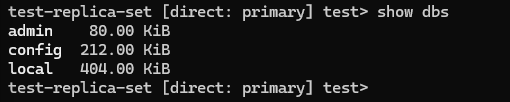 test-replica-set [direct: primary] test> show dbs
admin    80.00 KiB
config  212.00 KiB
local   404.00 KiB
test-replica-set [direct: primary] test>